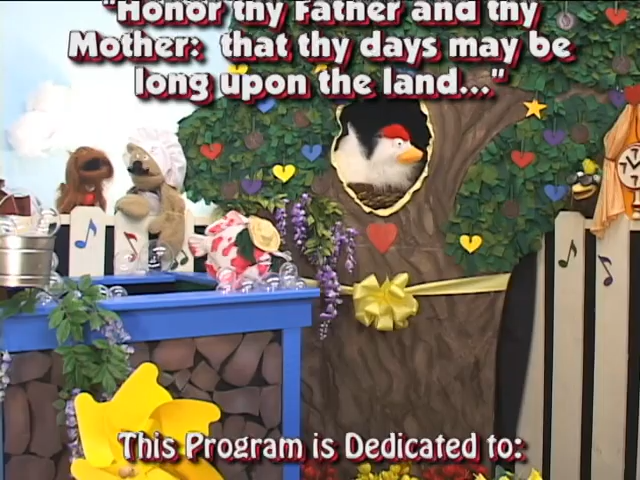 "Honor thy Father and thy
Mother:  that thy days may be
long upon the land..."
This Program is Dedicated to: